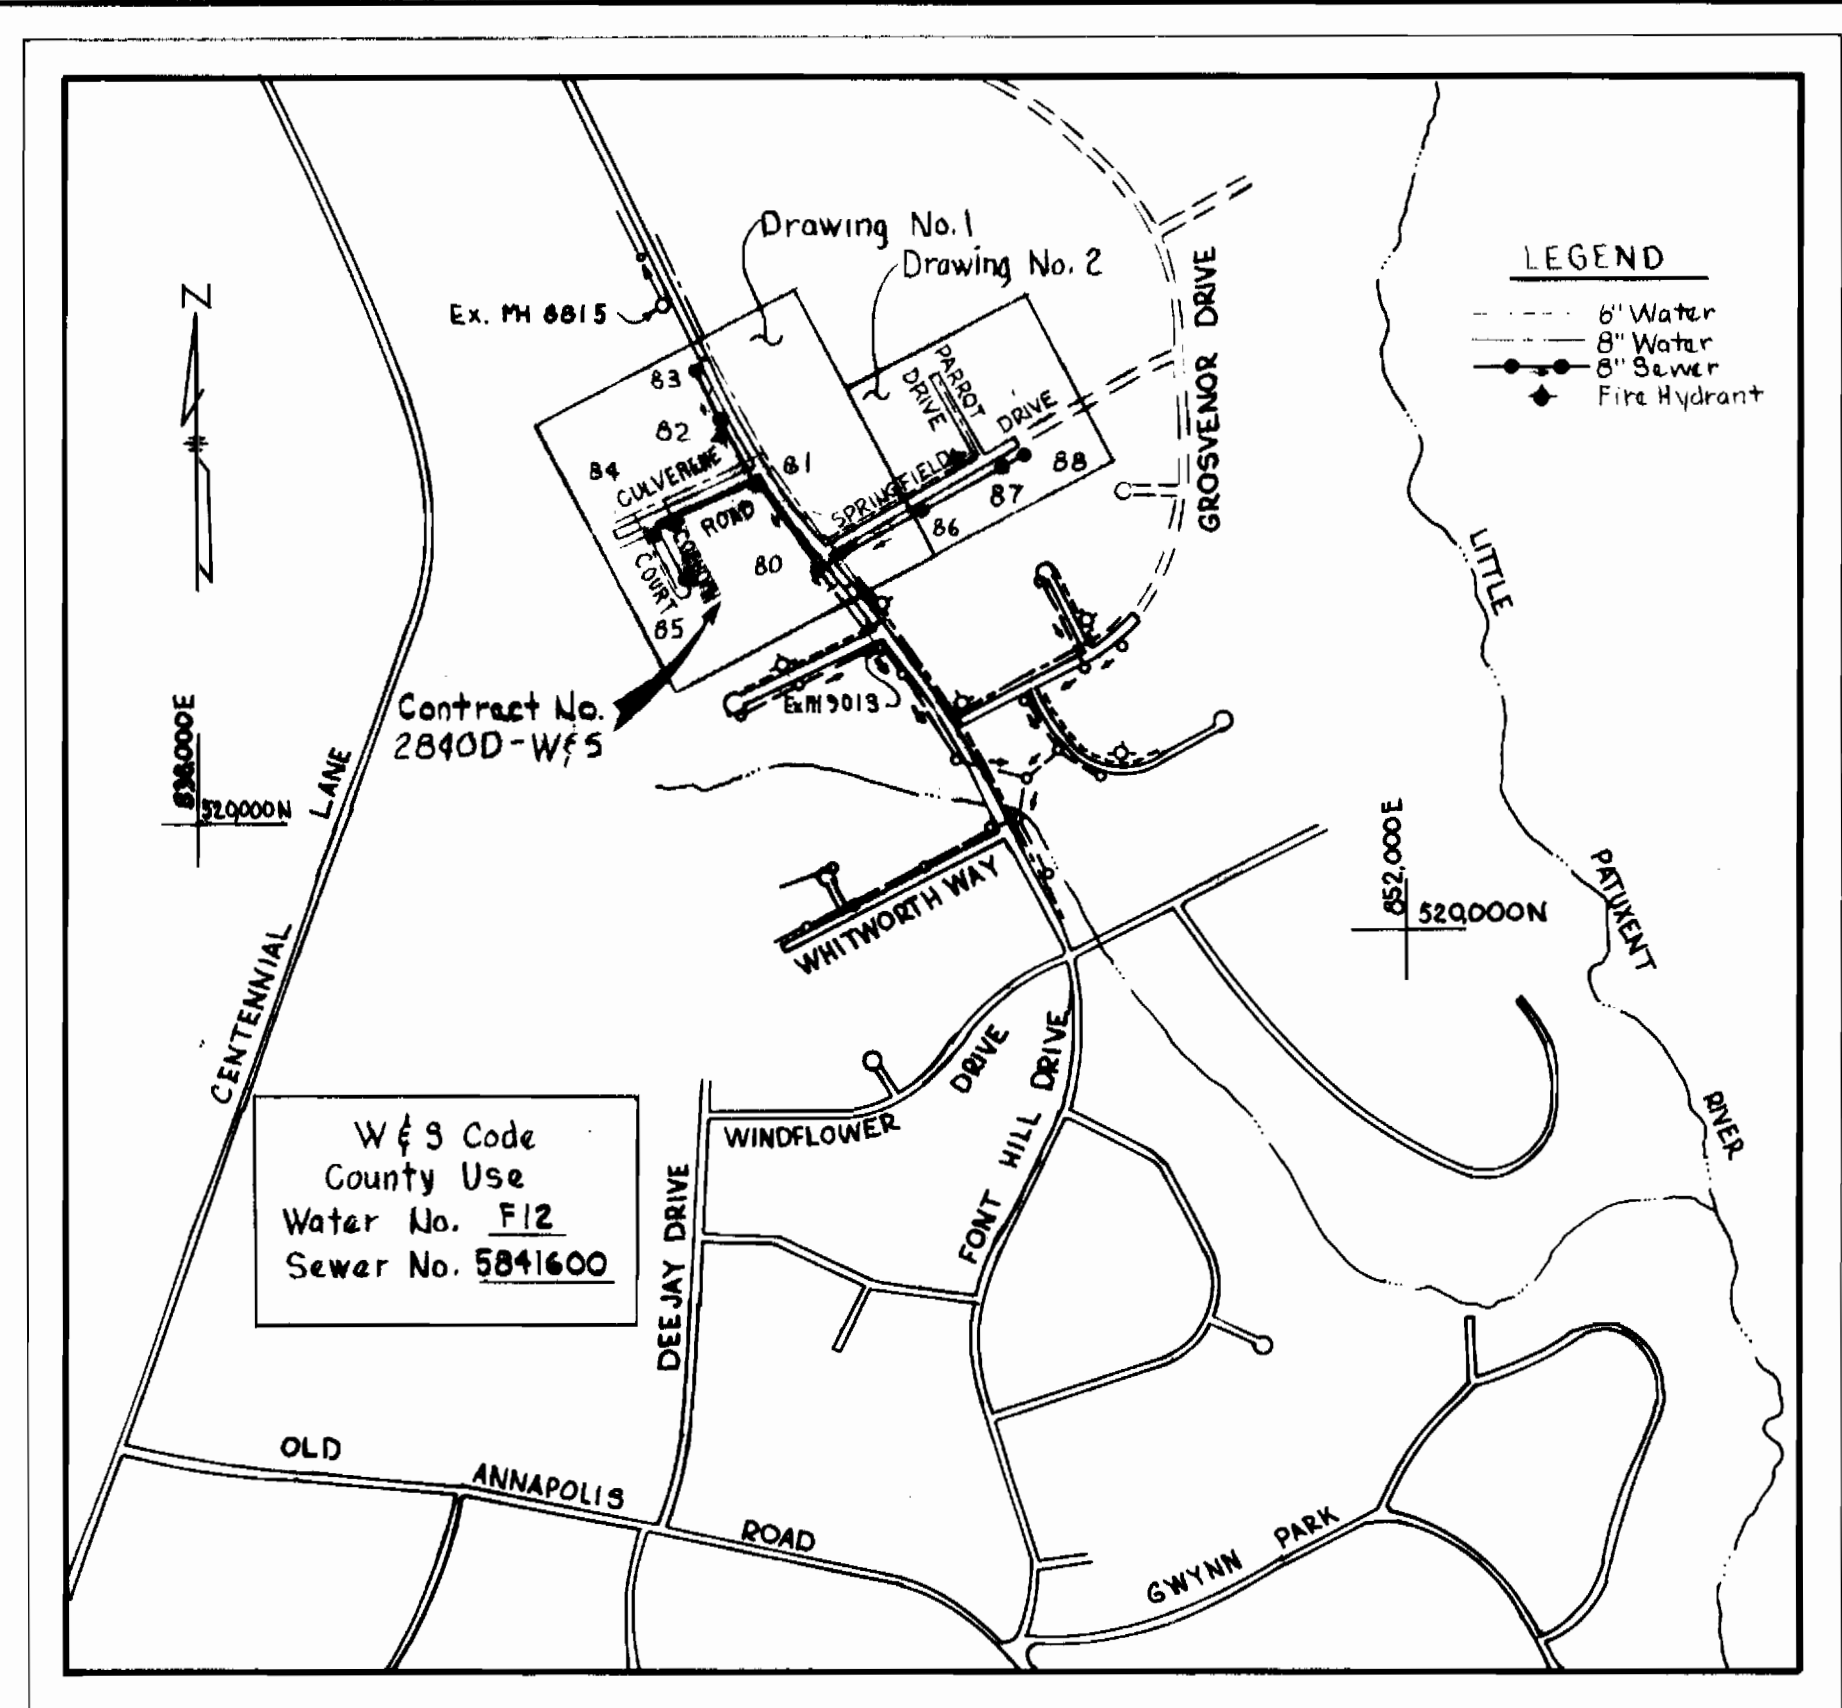 Drawing No. 1
Drawing No. 2
Ex. MH 8815
GROSVENOR DRIVE
LEGEND
6" Water
8" Water
8" Sewer
Fire Hydrant
N
83
82
84
81
80
85
86
87
88
ROAD
COURT
SPRINGFIELD DRIVE
PARROT
DRIVE
Ex MH 9013
Contract No.
2840D-W&S
520,000N
852,000E
520,000N
LITTLE
PATUXENT
RIVER
CENTENNIAL LANE
WHITWORTH WAY
WINDFLOWER DRIVE
FONT HILL DRIVE
DEEJAY DRIVE
W & S Code
County Use
Water No. F12
Sewer No. 5841600
OLD ANNAPOLIS ROAD
GWYNN PARK